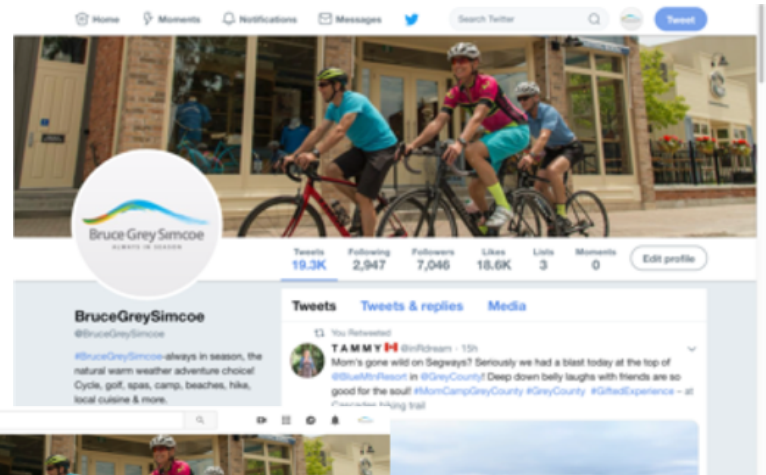 Home Moments Notifications Messages Search Twitter Tweet
Bruce Grey Simcoe
ALWAYS IN SEASON
Tweets Following Followers Likes Lists Moments
19.3K 2,947 7,046 18.6K 3 0 Edit profile
Tweets Tweets & replies Media
BruceGreySimcoe
@BruceGreySimcoe
#BruceGreySimcoe-always in season, the
natural warm weather adventure choice!
Cycle, golf, spas, camp, beaches, hike,
local cuisine & more.
You Retweeted
TAMMY @inRdream · 15h
Mom's gone wild on Segways? Seriously we had a blast today at the top of
@BlueMtnResort in @GreyCounty! Deep down belly laughs with friends are so
good for the soul! #MomCampGreyCounty #GreyCounty #GiftedExperience – at
Cascades hiking trail